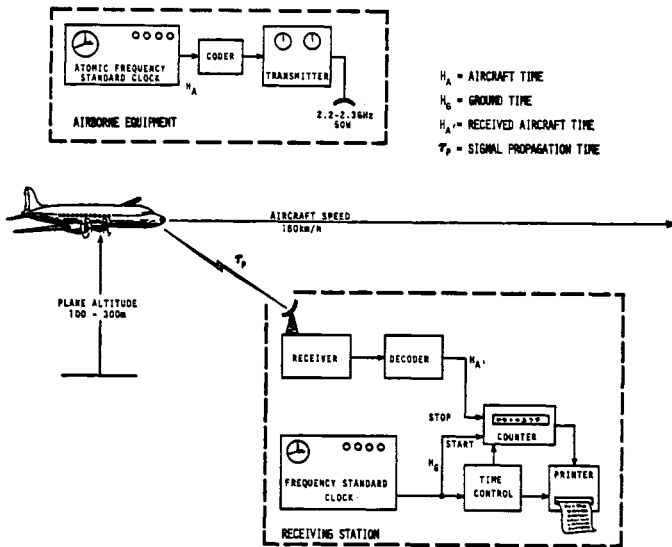 ATOMIC FREQUENCY
STANDARD CLOCK
H_A
CODER
TRANSMITTER
2.2-2.3GHz
50W
AIRBORNE EQUIPMENT
H_A = AIRCRAFT TIME
H_G = GROUND TIME
H_A' = RECEIVED AIRCRAFT TIME
τ_P = SIGNAL PROPAGATION TIME
AIRCRAFT SPEED
180km/h
τ_P
PLANE ALTITUDE
100 - 300m
RECEIVER
DECODER
H_A'
STOP
START
COUNTER
H_G
FREQUENCY STANDARD
CLOCK
TIME
CONTROL
PRINTER
RECEIVING STATION